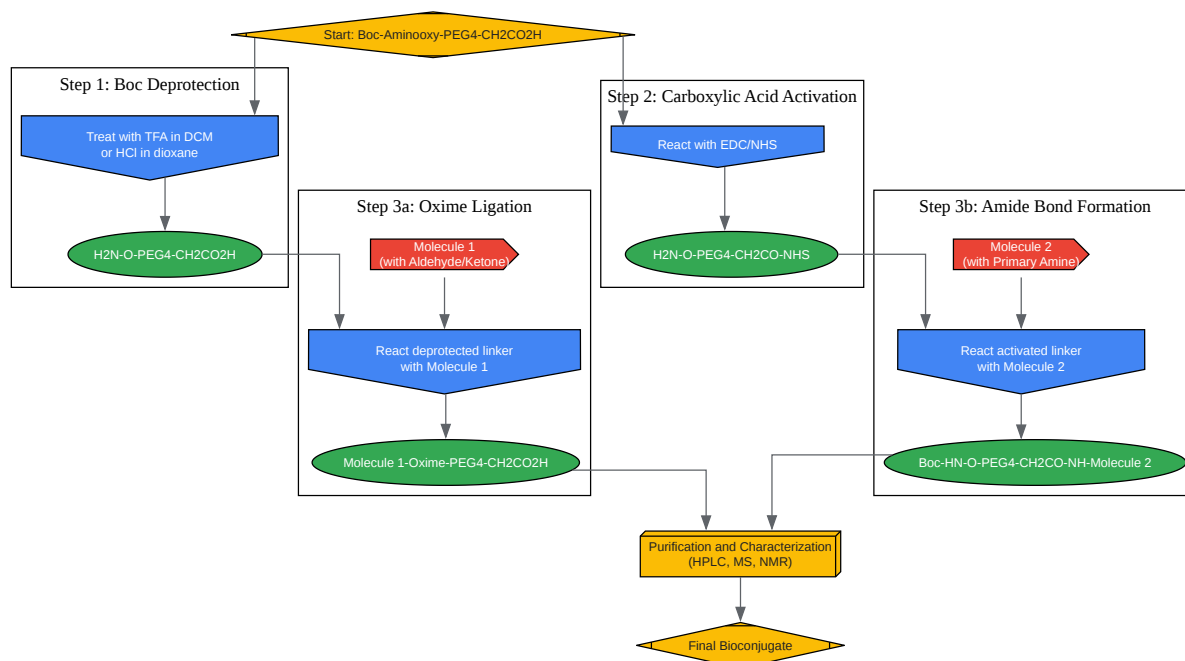 Start: Boc-Aminooxy-PEG4-CH2CO2H
Step 1: Boc Deprotection
Treat with TFA in DCM
or HCl in dioxane
H2N-O-PEG4-CH2CO2H
Step 2: Carboxylic Acid Activation
React with EDC/NHS
H2N-O-PEG4-CH2CO-NHS
Step 3a: Oxime Ligation
Molecule 1
(with Aldehyde/Ketone)
React deprotected linker
with Molecule 1
Molecule 1-Oxime-PEG4-CH2CO2H
Step 3b: Amide Bond Formation
Molecule 2
(with Primary Amine)
React activated linker
with Molecule 2
Boc-HN-O-PEG4-CH2CO-NH-Molecule 2
Purification and Characterization
(HPLC, MS, NMR)
Final Bioconjugate